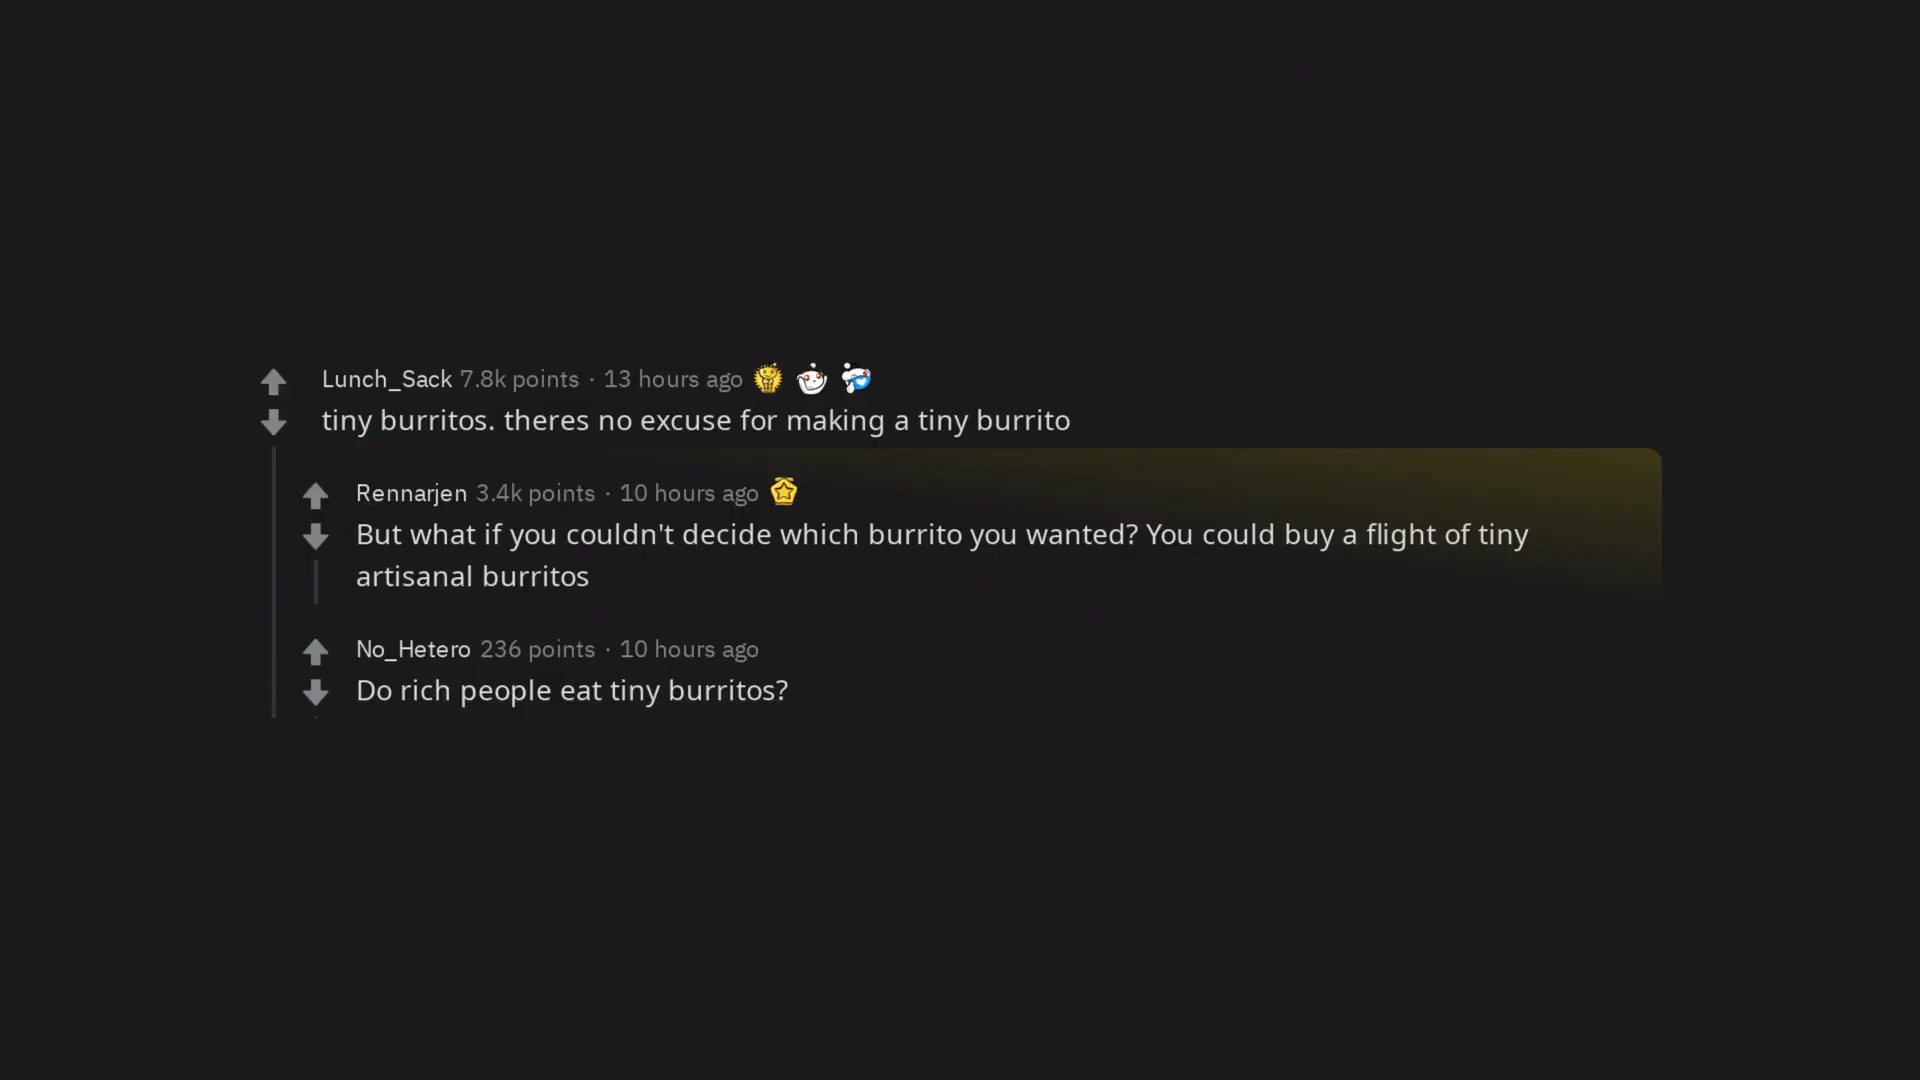 Lunch_Sack 7.8k points · 13 hours ago
tiny burritos. theres no excuse for making a tiny burrito
Rennarjen 3.4k points · 10 hours ago
But what if you couldn't decide which burrito you wanted? You could buy a flight of tiny
artisanal burritos
No_Hetero 236 points · 10 hours ago
Do rich people eat tiny burritos?